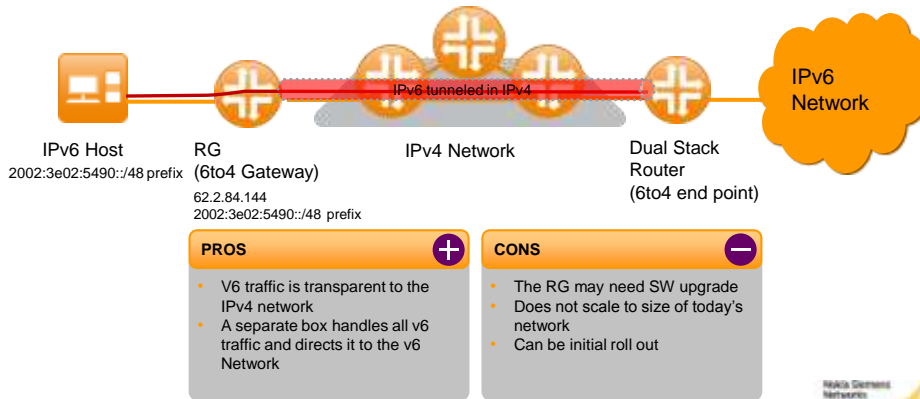 IPv6 tunneled in IPv4
IPv6
Network
IPv6 Host
2002:3e02:5490::/48 prefix
RG
(6to4 Gateway)
62.2.84.144
2002:3e02:5490::/48 prefix
IPv4 Network
Dual Stack
Router
(6to4 end point)
PROS
• V6 traffic is transparent to the
IPv4 network
• A separate box handles all v6
traffic and directs it to the v6
Network
CONS
• The RG may need SW upgrade
• Does not scale to size of today's
network
• Can be initial roll out
Nokia Siemens
Networks